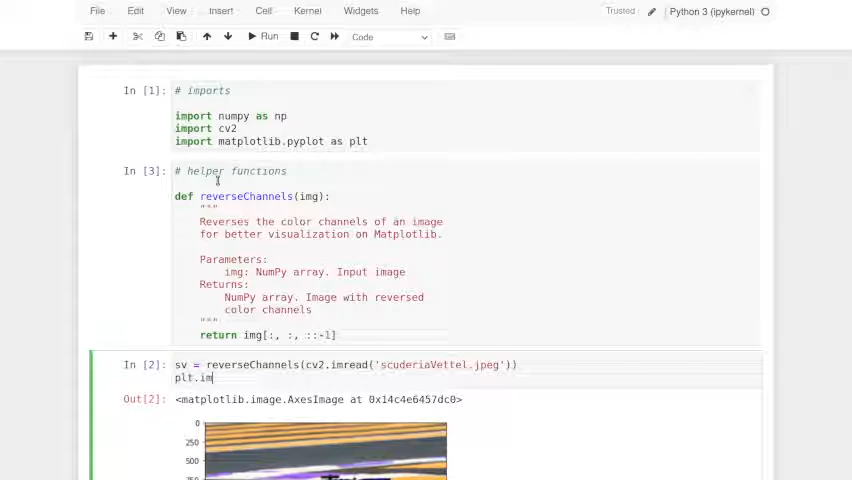 File Edit View Insert Cell Kernel Widgets Help Trusted Python 3 (ipykernel)
Run Code
In [1]: # imports
import numpy as np
import cv2
import matplotlib.pyplot as plt
In [3]: # helper functions
def reverseChannels(img):
"""
Reverses the color channels of an image
for better visualization on Matplotlib.
Parameters:
img: NumPy array. Input image
Returns:
NumPy array. Image with reversed
color channels
"""
return img[:, :, ::-1]
In [2]: sv = reverseChannels(cv2.imread('scuderiaVettel.jpeg'))
plt.im
Out[2]: <matplotlib.image.AxesImage at 0x14c4e6457dc0>
0
250
500
750